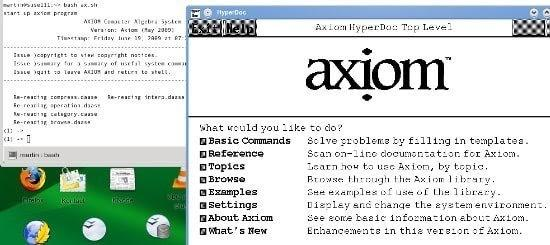 martin@suse111:~> bash ax.sh
start up axiom program
AXIOM Computer Algebra System
Version: Axiom (May 2009)
Timestamp: Friday June 19, 2009 at 07:
Issue )copyright to view copyright notices.
Issue )summary for a summary of useful system comman
Issue )quit to leave AXIOM and return to shell.
Re-reading compress.daase   Re-reading interp.daase
Re-reading operation.daase
Re-reading category.daase
Re-reading browse.daase
(1) ->
(1) ->
martin : bash
Firefox
HyperDoc
Exit Help Axiom HyperDoc Top Level
axiom™
What would you like to do?
Basic Commands Solve problems by filling in templates.
Reference Scan on-line documentation for Axiom.
Topics Learn how to use Axiom, by topic.
Browse Browse through the Axiom library.
Examples See examples of use of the library.
Settings Display and change the system environment.
About Axiom See some basic information about Axiom.
What's New Enhancements in this version of Axiom.